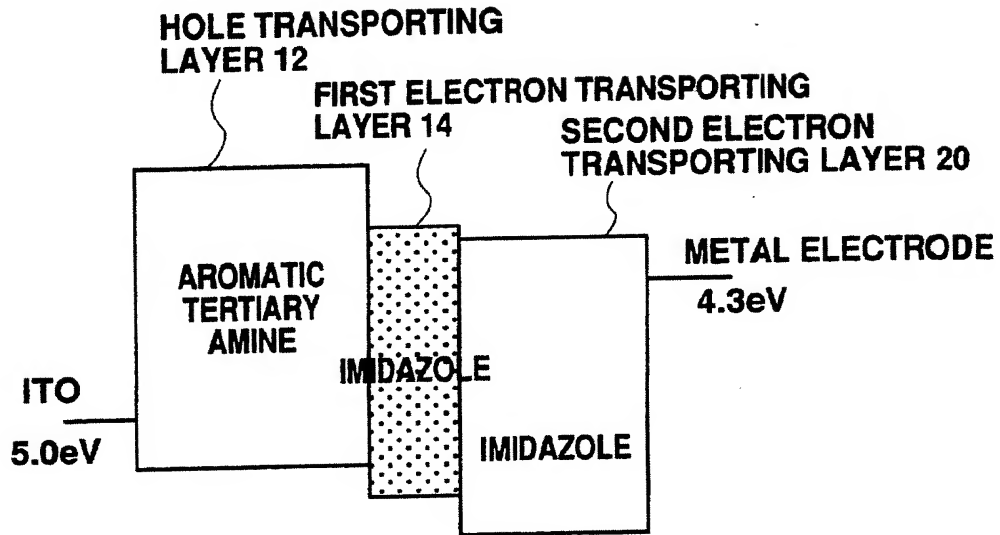 HOLE TRANSPORTING
LAYER 12
FIRST ELECTRON TRANSPORTING
LAYER 14
SECOND ELECTRON
TRANSPORTING LAYER 20
METAL ELECTRODE
4.3eV
AROMATIC
TERTIARY
AMINE
IMIDAZOLE
IMIDAZOLE
ITO
5.0eV